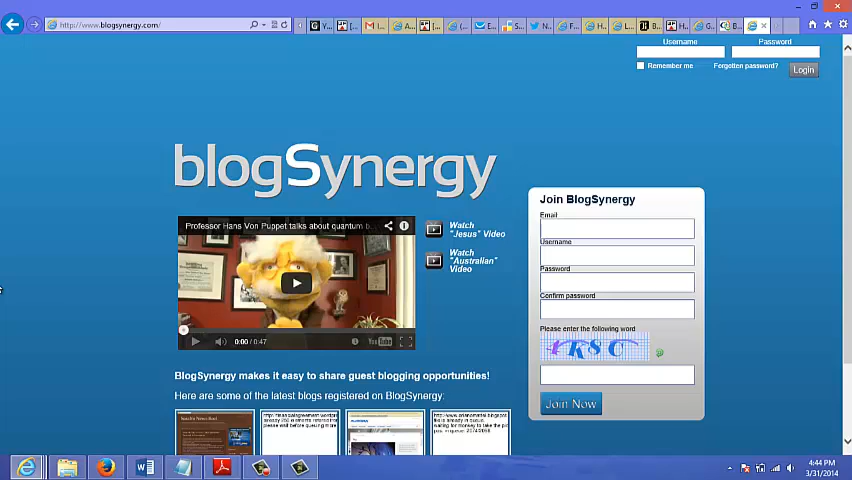 http://www.blogsynergy.com/
Username
Password
Remember me
Forgotten password?
Login
blogSynergy
Professor Hans Von Puppet talks about quantum b...
Watch
"Jesus" Video
Watch
"Australian"
Video
0:00 / 0:47
YouTube
Join BlogSynergy
Email
Username
Password
Confirm password
Please enter the following word
Join Now
BlogSynergy makes it easy to share guest blogging opportunities!
Here are some of the latest blogs registered on BlogSynergy:
4:44 PM
3/31/2014